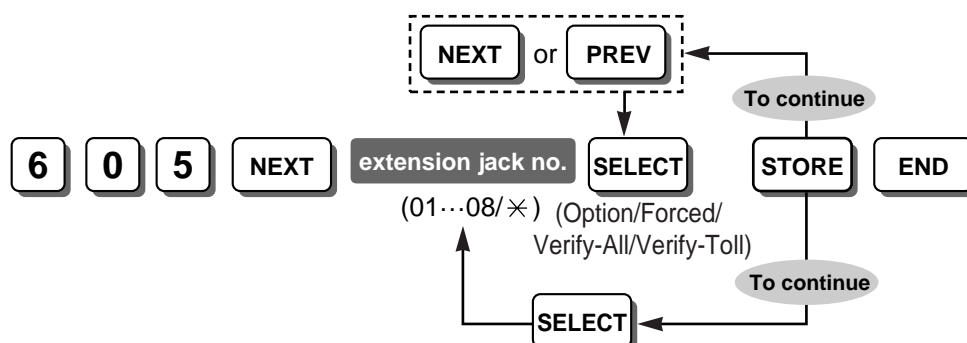 NEXT or PREV
To continue
6 0 5 NEXT extension jack no. SELECT STORE END
(01···08/✳) (Option/Forced/
Verify-All/Verify-Toll)
To continue
SELECT